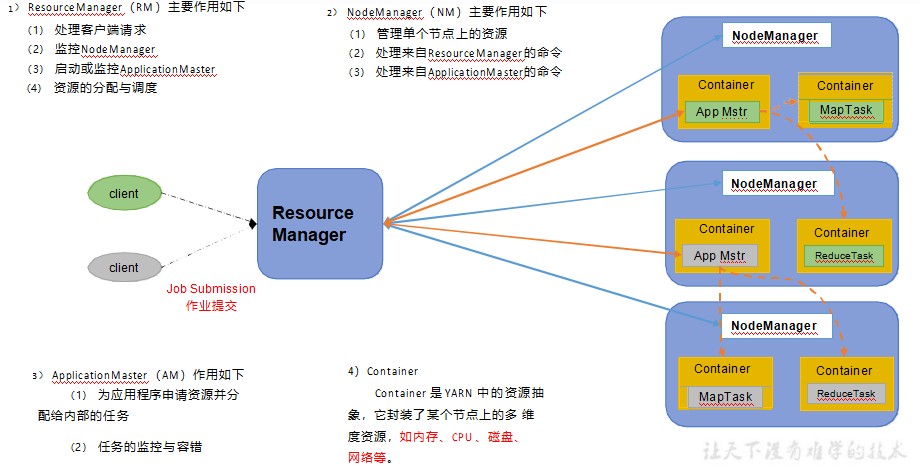 1） ResourceManager（RM）主要作用如下
（1） 处理客户端请求
（2） 监控NodeManager
（3） 启动或监控ApplicationMaster
（4） 资源的分配与调度
2） NodeManager（NM）主要作用如下
（1） 管理单个节点上的资源
（2） 处理来自ResourceManager的命令
（3） 处理来自ApplicationMaster的命令
NodeManager
Container
App Mstr
Container
MapTask
client
client
Job Submission
作业提交
Resource
Manager
NodeManager
Container
App Mstr
Container
ReduceTask
NodeManager
Container
MapTask
Container
ReduceTask
3） ApplicationMaster（AM）作用如下
（1） 为应用程序申请资源并分
配给内部的任务
（2） 任务的监控与容错
4）Container
Container 是 YARN 中的资源抽
象，它封装了某个节点上的多 维
度资源，如内存、CPU、磁盘、
网络等。
让天下没有难学的技术